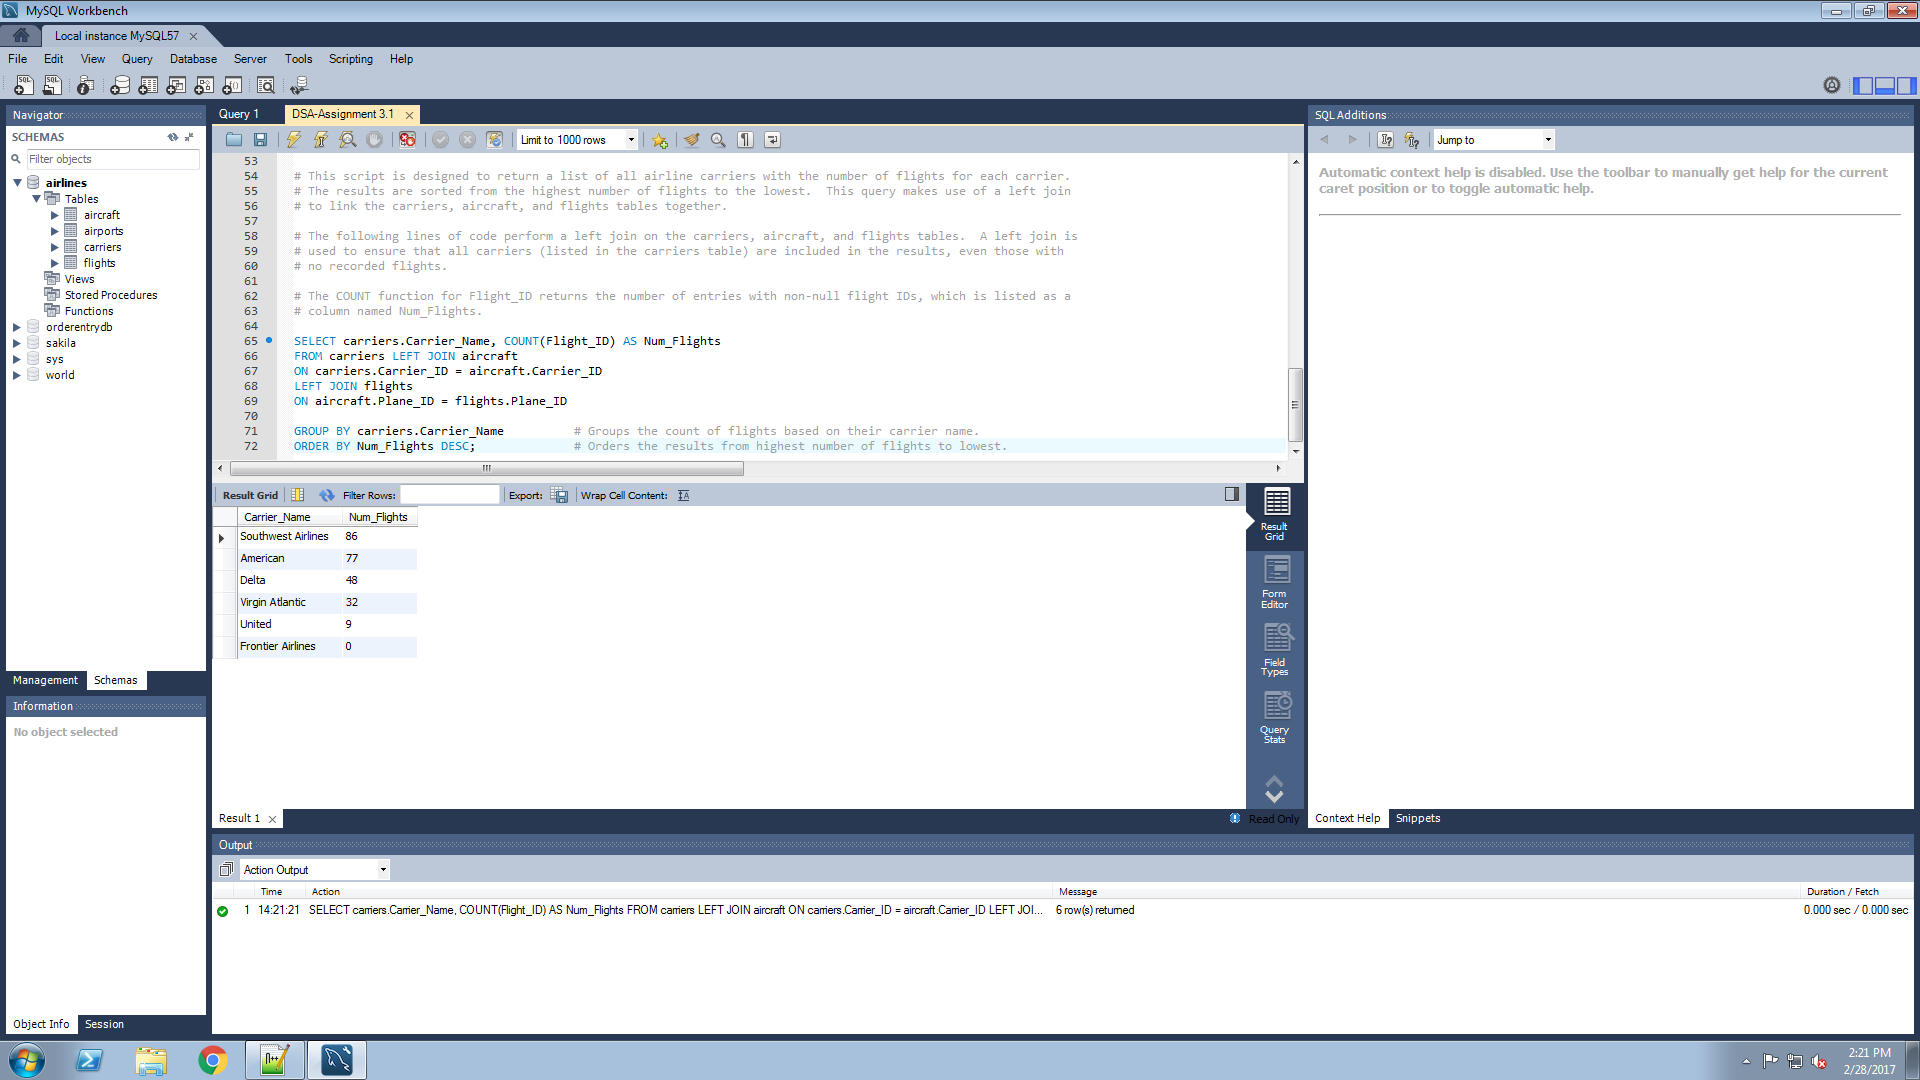 MySQL Workbench
Local instance MySQL57
File Edit View Query Database Server Tools Scripting Help
Navigator
SCHEMAS
Filter objects
airlines
Tables
aircraft
airports
carriers
flights
Views
Stored Procedures
Functions
orderentrydb
sakila
sys
world
Management Schemas
Information
No object selected
Object Info Session
Query 1 DSA-Assignment 3.1
Limit to 1000 rows
53
54 # This script is designed to return a list of all airline carriers with the number of flights for each carrier.
55 # The results are sorted from the highest number of flights to the lowest.  This query makes use of a left join
56 # to link the carriers, aircraft, and flights tables together.
57
58 # The following lines of code perform a left join on the carriers, aircraft, and flights tables.  A left join is
59 # used to ensure that all carriers (listed in the carriers table) are included in the results, even those with
60 # no recorded flights.
61
62 # The COUNT function for Flight_ID returns the number of entries with non-null flight IDs, which is listed as a
63 # column named Num_Flights.
64
65 SELECT carriers.Carrier_Name, COUNT(Flight_ID) AS Num_Flights
66 FROM carriers LEFT JOIN aircraft
67 ON carriers.Carrier_ID = aircraft.Carrier_ID
68 LEFT JOIN flights
69 ON aircraft.Plane_ID = flights.Plane_ID
70
71 GROUP BY carriers.Carrier_Name # Groups the count of flights based on their carrier name.
72 ORDER BY Num_Flights DESC; # Orders the results from highest number of flights to lowest.
Result Grid Filter Rows: Export: Wrap Cell Content:
Carrier_Name Num_Flights
Southwest Airlines 86
American 77
Delta 48
Virgin Atlantic 32
United 9
Frontier Airlines 0
Result Grid
Form Editor
Field Types
Query Stats
Result 1
Read Only
SQL Additions
Jump to
Automatic context help is disabled. Use the toolbar to manually get help for the current
caret position or to toggle automatic help.
Context Help Snippets
Output
Action Output
Time Action Message Duration / Fetch
1 14:21:21 SELECT carriers.Carrier_Name, COUNT(Flight_ID) AS Num_Flights FROM carriers LEFT JOIN aircraft ON carriers.Carrier_ID = aircraft.Carrier_ID LEFT JOI... 6 row(s) returned 0.000 sec / 0.000 sec
2:21 PM
2/28/2017